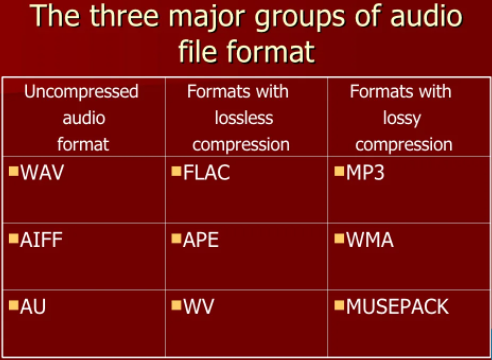 The three major groups of audio
file format
Uncompressed
audio
format
Formats with
lossless
compression
Formats with
lossy
compression
WAV
FLAC
MP3
AIFF
APE
WMA
AU
WV
MUSEPACK